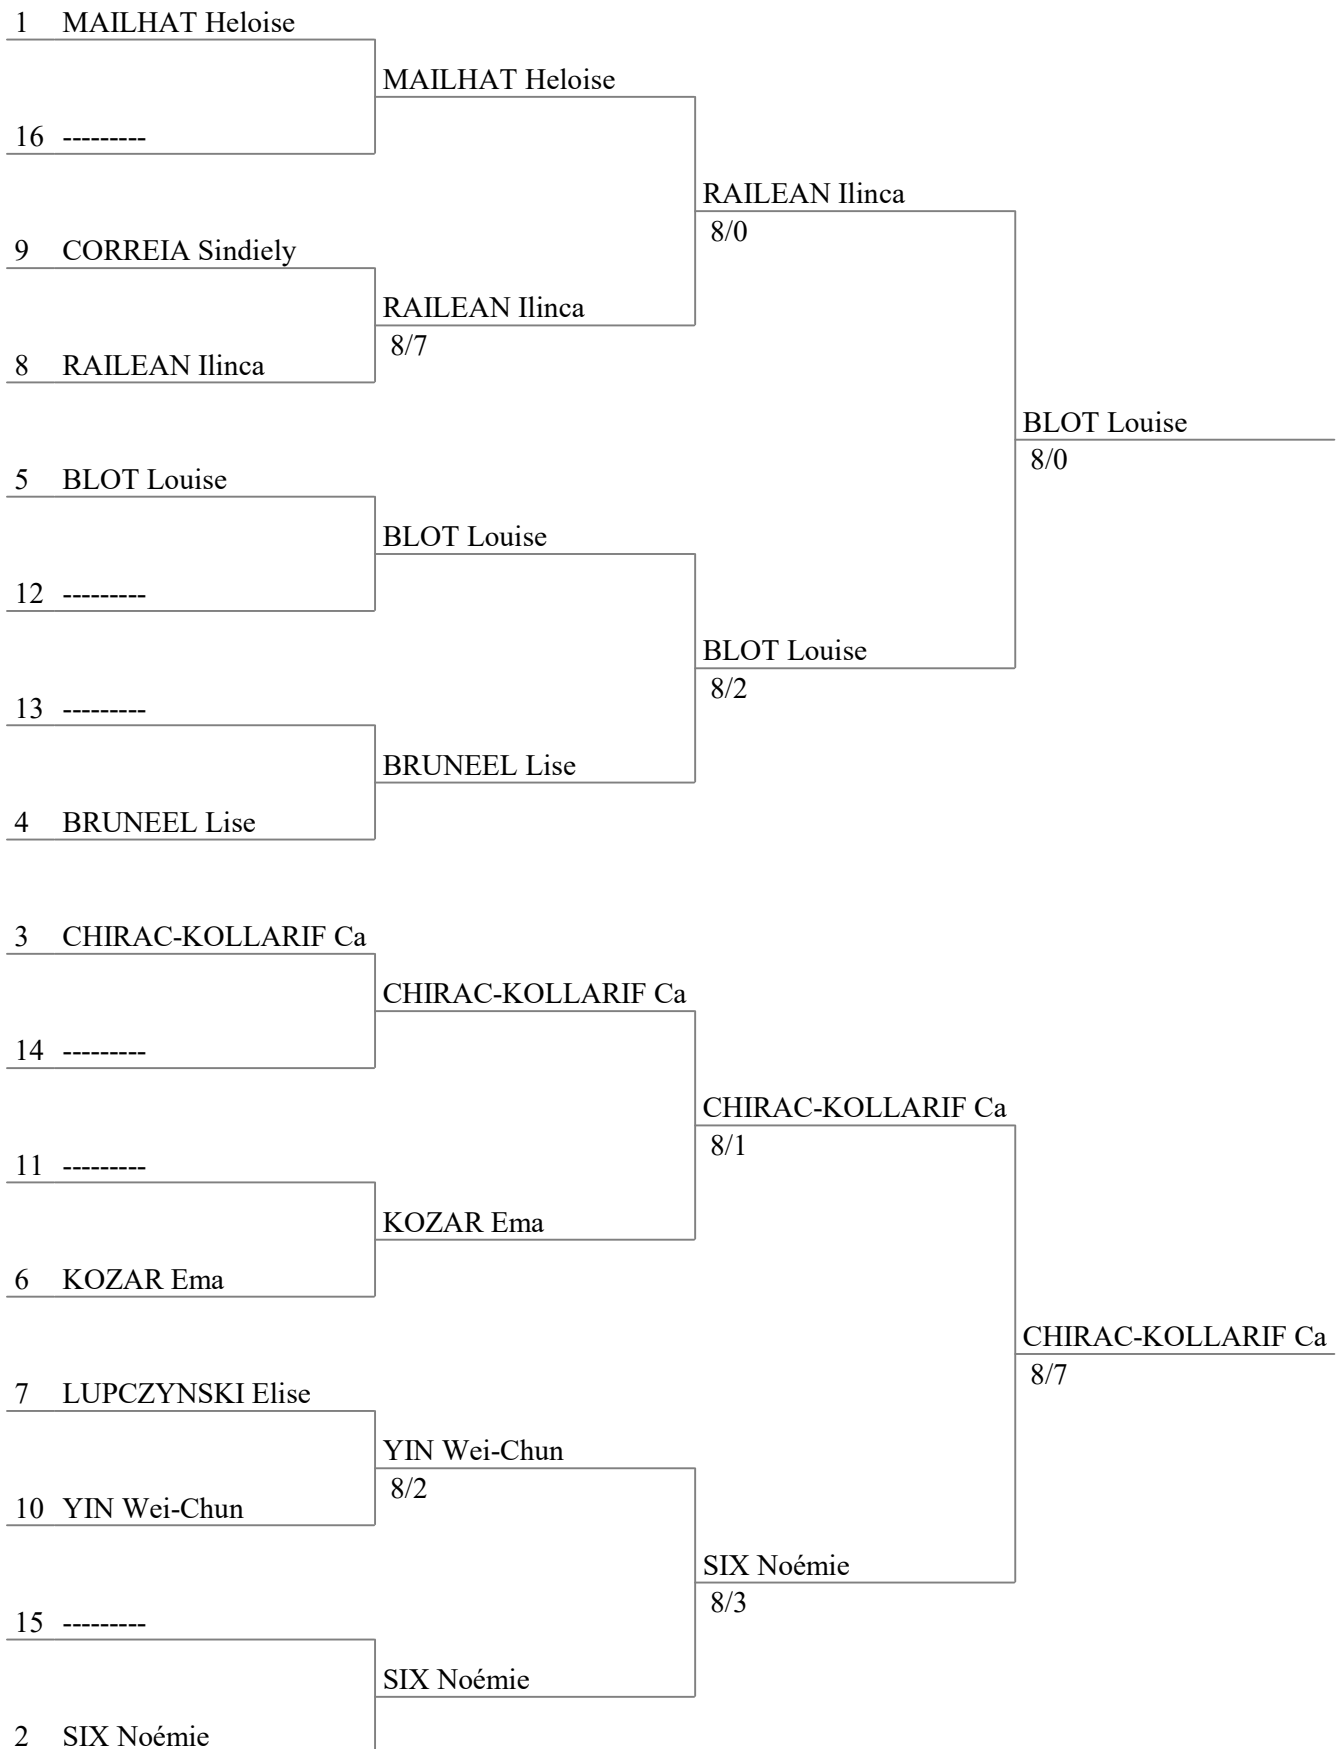 1 MAILHAT Heloise
MAILHAT Heloise
16 ---------
RAILEAN Ilinca
8/0
9 CORREIA Sindiely
RAILEAN Ilinca
8/7
8 RAILEAN Ilinca
BLOT Louise
8/0
5 BLOT Louise
BLOT Louise
12 ---------
BLOT Louise
8/2
13 ---------
BRUNEEL Lise
4 BRUNEEL Lise
3 CHIRAC-KOLLARIF Ca
CHIRAC-KOLLARIF Ca
14 ---------
CHIRAC-KOLLARIF Ca
8/1
11 ---------
KOZAR Ema
6 KOZAR Ema
CHIRAC-KOLLARIF Ca
8/7
7 LUPCZYNSKI Elise
YIN Wei-Chun
8/2
10 YIN Wei-Chun
SIX Noémie
8/3
15 ---------
SIX Noémie
2 SIX Noémie